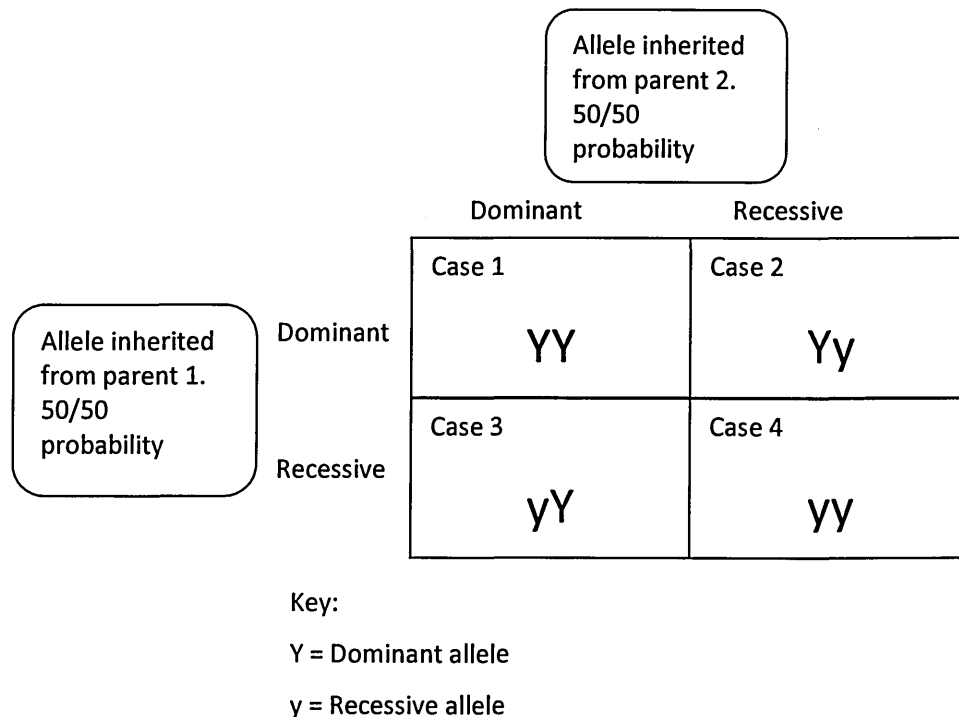 Allele inherited
from parent 2.
50/50
probability
Dominant Recessive
Case 1 Case 2
Allele inherited
from parent 1.
50/50
probability
Dominant
YY Yy
Case 3 Case 4
Recessive
yY yy
Key:
Y = Dominant allele
y = Recessive allele